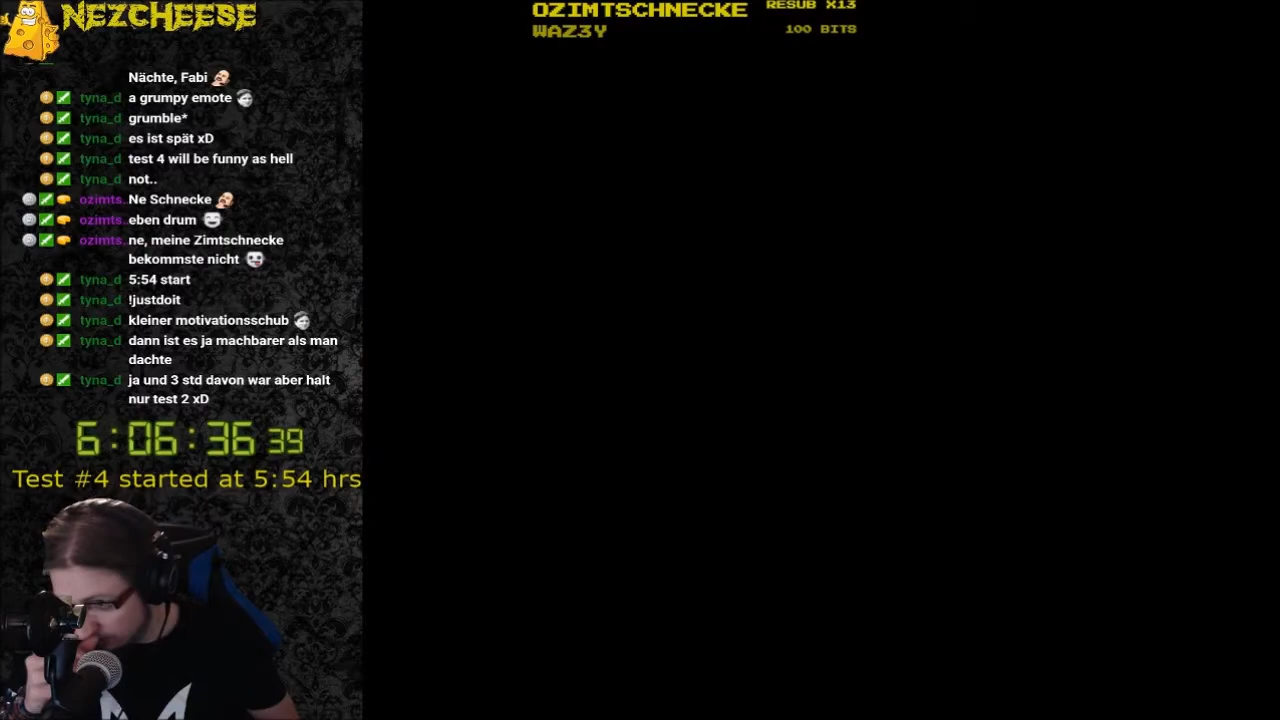 NEZCHEESE
OZIMTSCHNECKE RESUB X13
WAZ3Y 100 BITS
Nächte, Fabi
tyna_d a grumpy emote
tyna_d grumble*
tyna_d es ist spät xD
tyna_d test 4 will be funny as hell
tyna_d not..
ozimts. Ne Schnecke
ozimts. eben drum
ozimts. ne, meine Zimtschnecke
bekommste nicht
tyna_d 5:54 start
tyna_d !justdoit
tyna_d kleiner motivationsschub
tyna_d dann ist es ja machbarer als man
dachte
tyna_d ja und 3 std davon war aber halt
nur test 2 xD
6:06:36 39
Test #4 started at 5:54 hrs